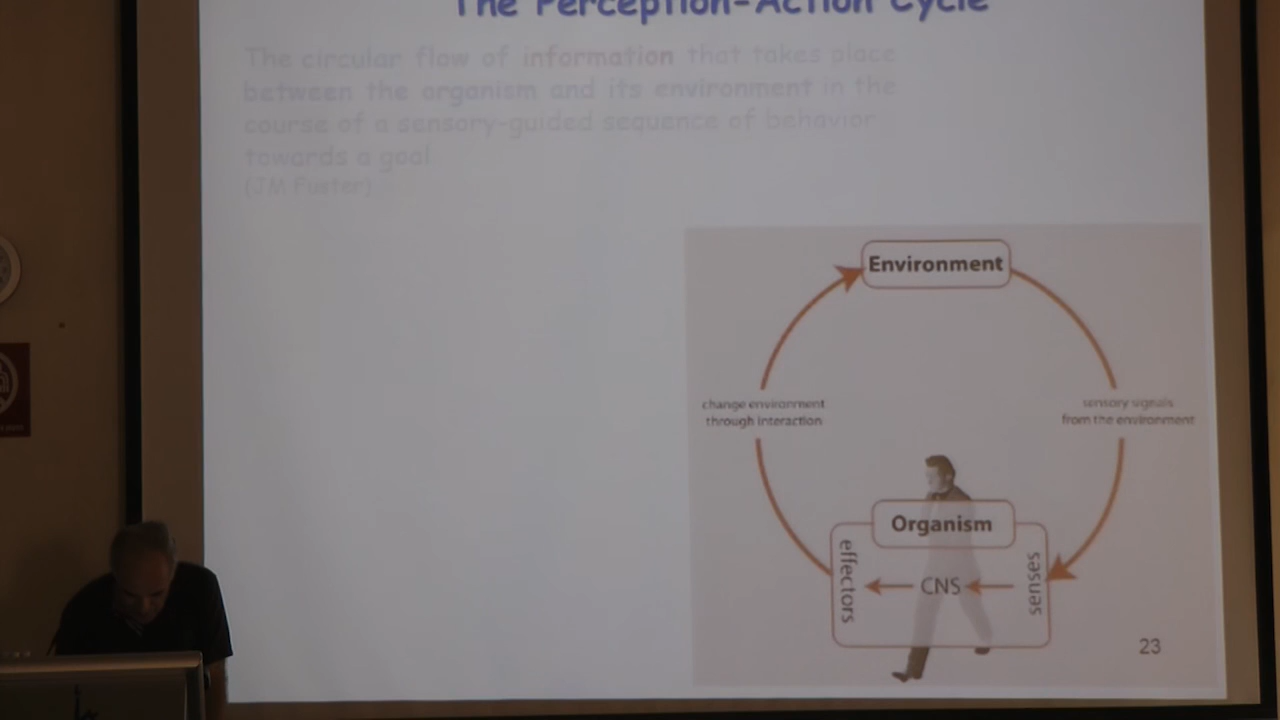 The Perception-Action Cycle
The circular flow of information that takes place
between the organism and its environment in the
course of a sensory-guided sequence of behavior
towards a goal
(JM Fuster)
Environment
change environment
through interaction
sensory signals
from the environment
Organism
effectors
CNS
senses
23